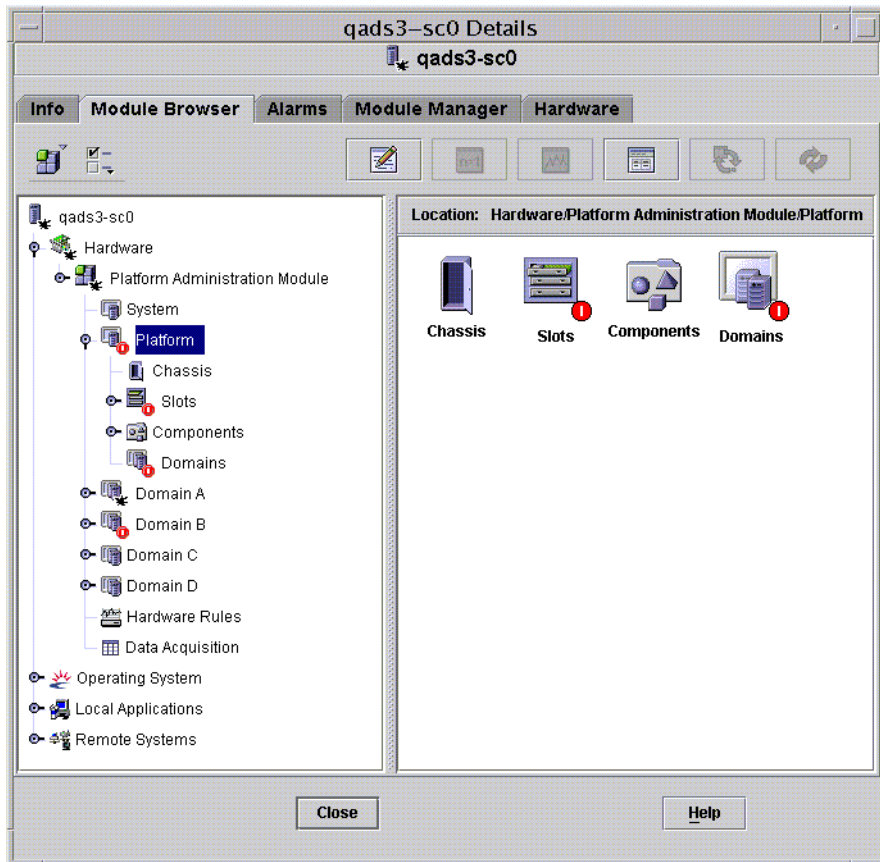 qads3-sc0 Details
qads3-sc0
Info Module Browser Alarms Module Manager Hardware
n=1
qads3-sc0
Hardware
Platform Administration Module
System
Platform
Chassis
Slots
Components
Domains
Domain A
Domain B
Domain C
Domain D
Hardware Rules
Data Acquisition
Operating System
Local Applications
Remote Systems
Location: Hardware/Platform Administration Module/Platform
Chassis Slots Components Domains
Close Help